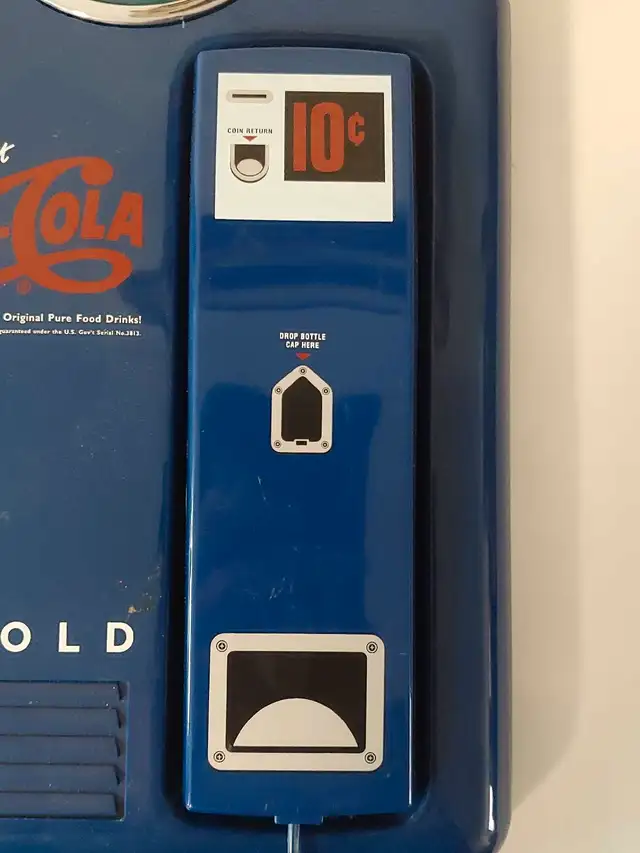 10¢
COIN RETURN
COLA
®
Original Pure Food Drinks!
guaranteed under the U.S. Gov't Serial No.3813.
DROP BOTTLE
CAP HERE
OLD